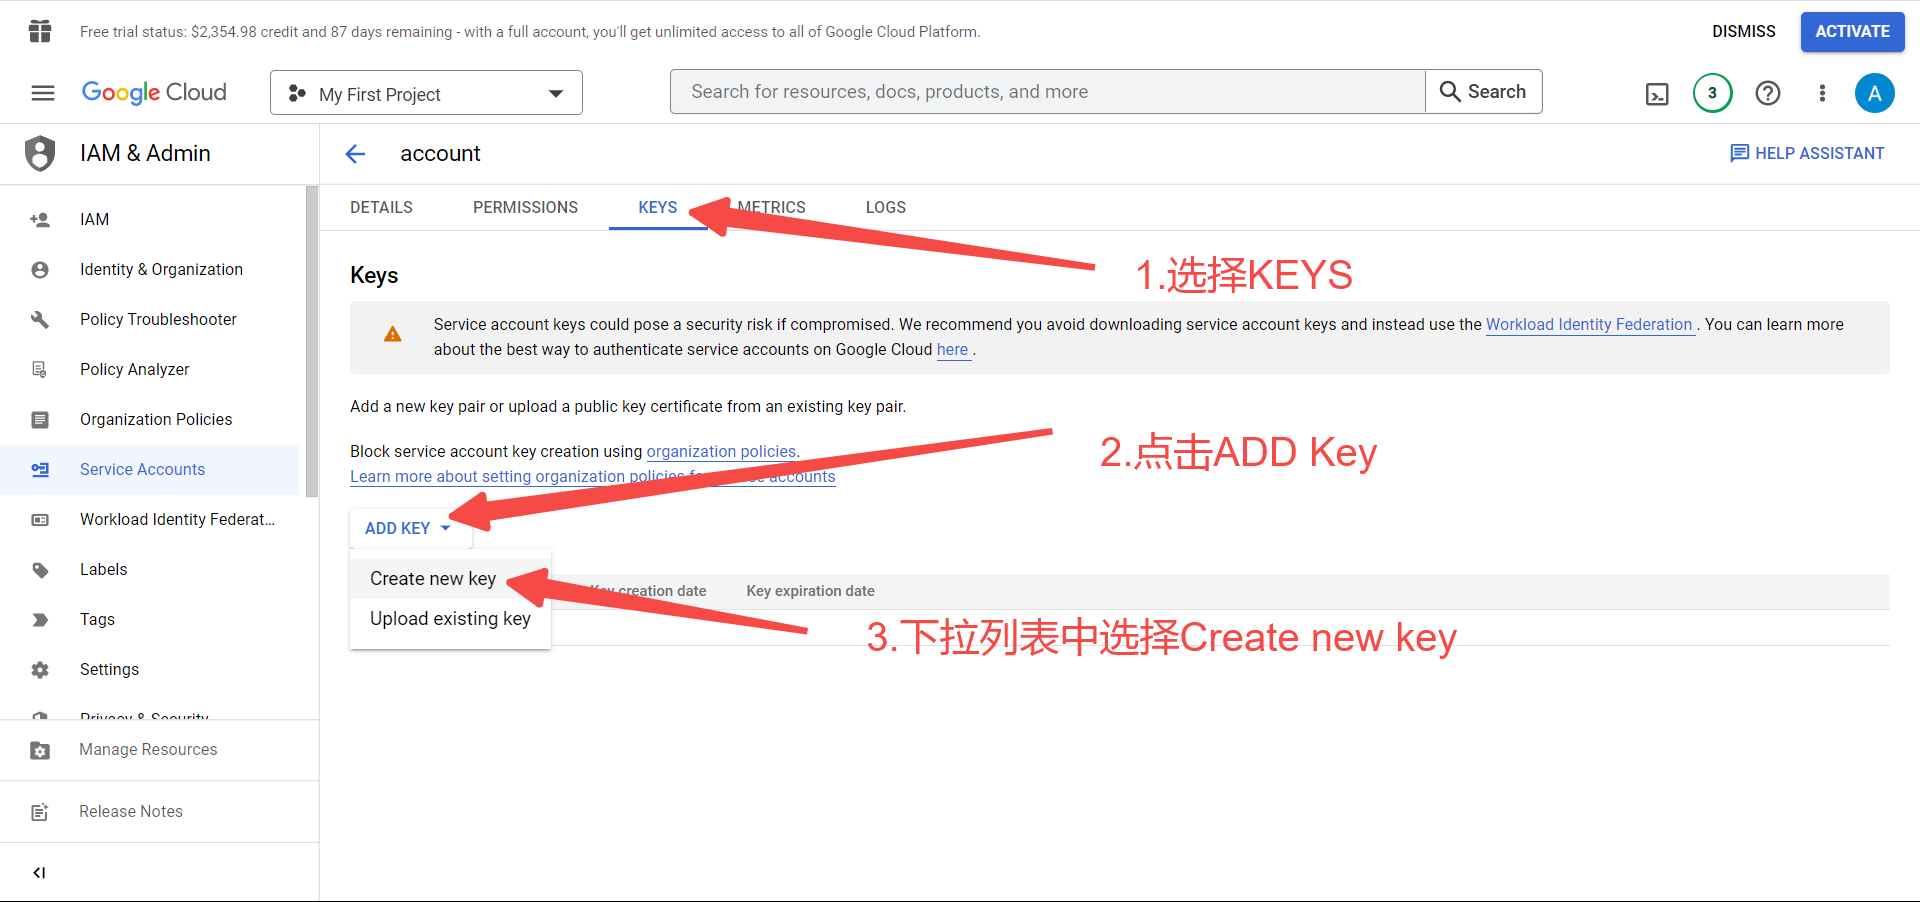 Free trial status: $2,354.98 credit and 87 days remaining - with a full account, you'll get unlimited access to all of Google Cloud Platform.
DISMISS
ACTIVATE
Google Cloud
My First Project
Search for resources, docs, products, and more
Search
3
A
IAM & Admin
account
HELP ASSISTANT
DETAILS
PERMISSIONS
KEYS
METRICS
LOGS
1.选择KEYS
IAM
Identity & Organization
Policy Troubleshooter
Policy Analyzer
Organization Policies
Service Accounts
Workload Identity Federat...
Labels
Tags
Settings
Privacy & Security
Manage Resources
Release Notes
Keys
Service account keys could pose a security risk if compromised. We recommend you avoid downloading service account keys and instead use the Workload Identity Federation . You can learn more
about the best way to authenticate service accounts on Google Cloud here .
Add a new key pair or upload a public key certificate from an existing key pair.
Block service account key creation using organization policies.
Learn more about setting organization policies accounts
2.点击ADD Key
ADD KEY
Create new key
Upload existing key
Key creation date
Key expiration date
3.下拉列表中选择Create new key